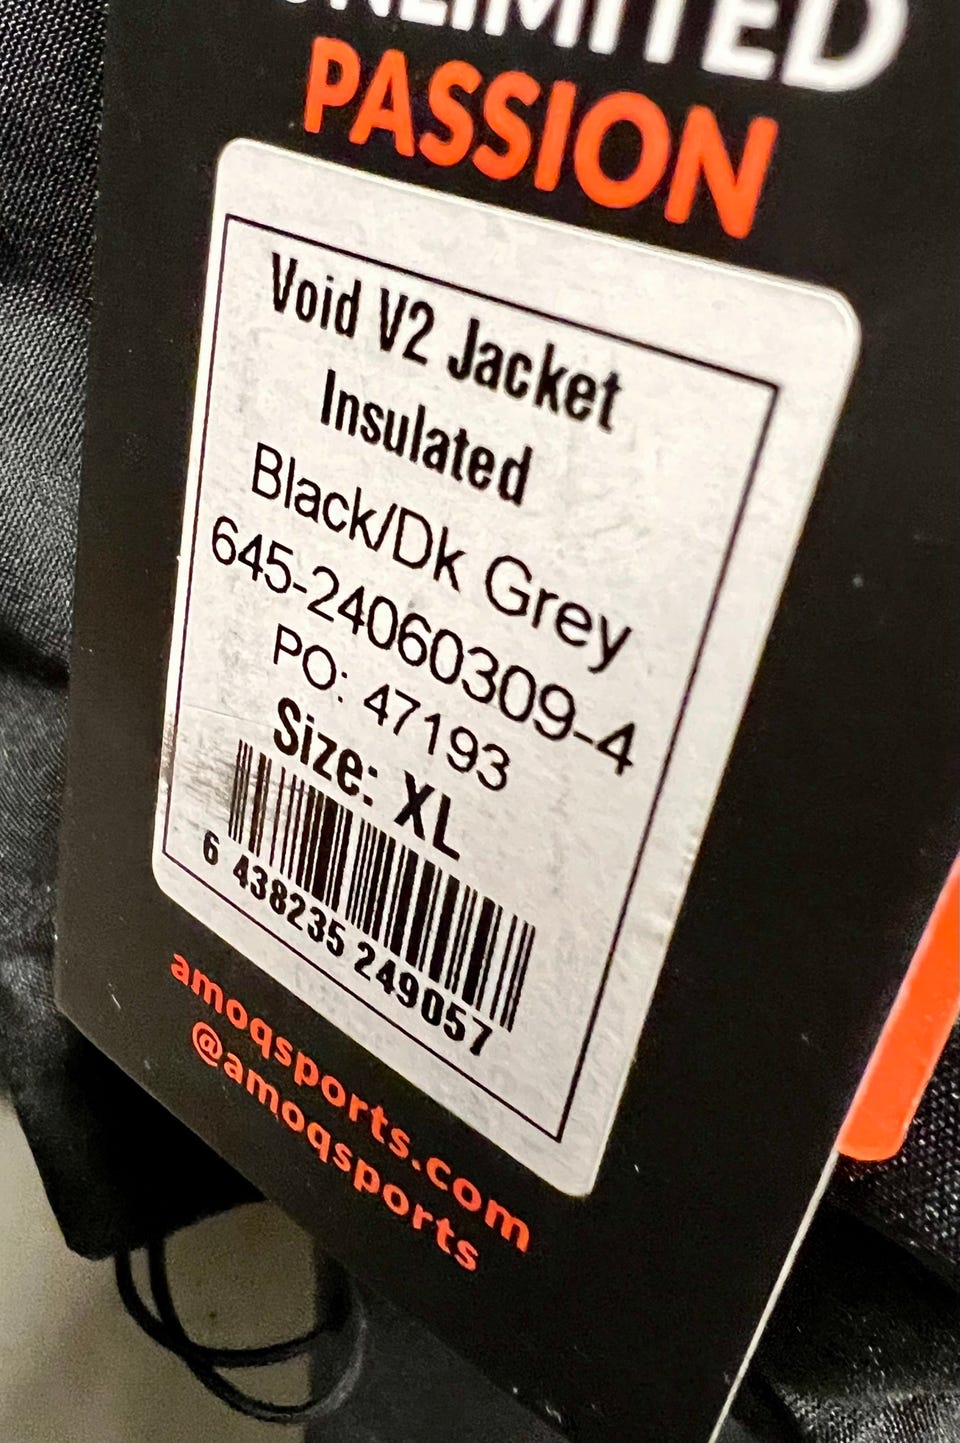 UNLIMITED
PASSION
Void V2 Jacket
Insulated
Black/Dk Grey
645-24060309-4
PO: 47193
Size: XL
6 438235 249057
amoqsports.com
@amoqsports